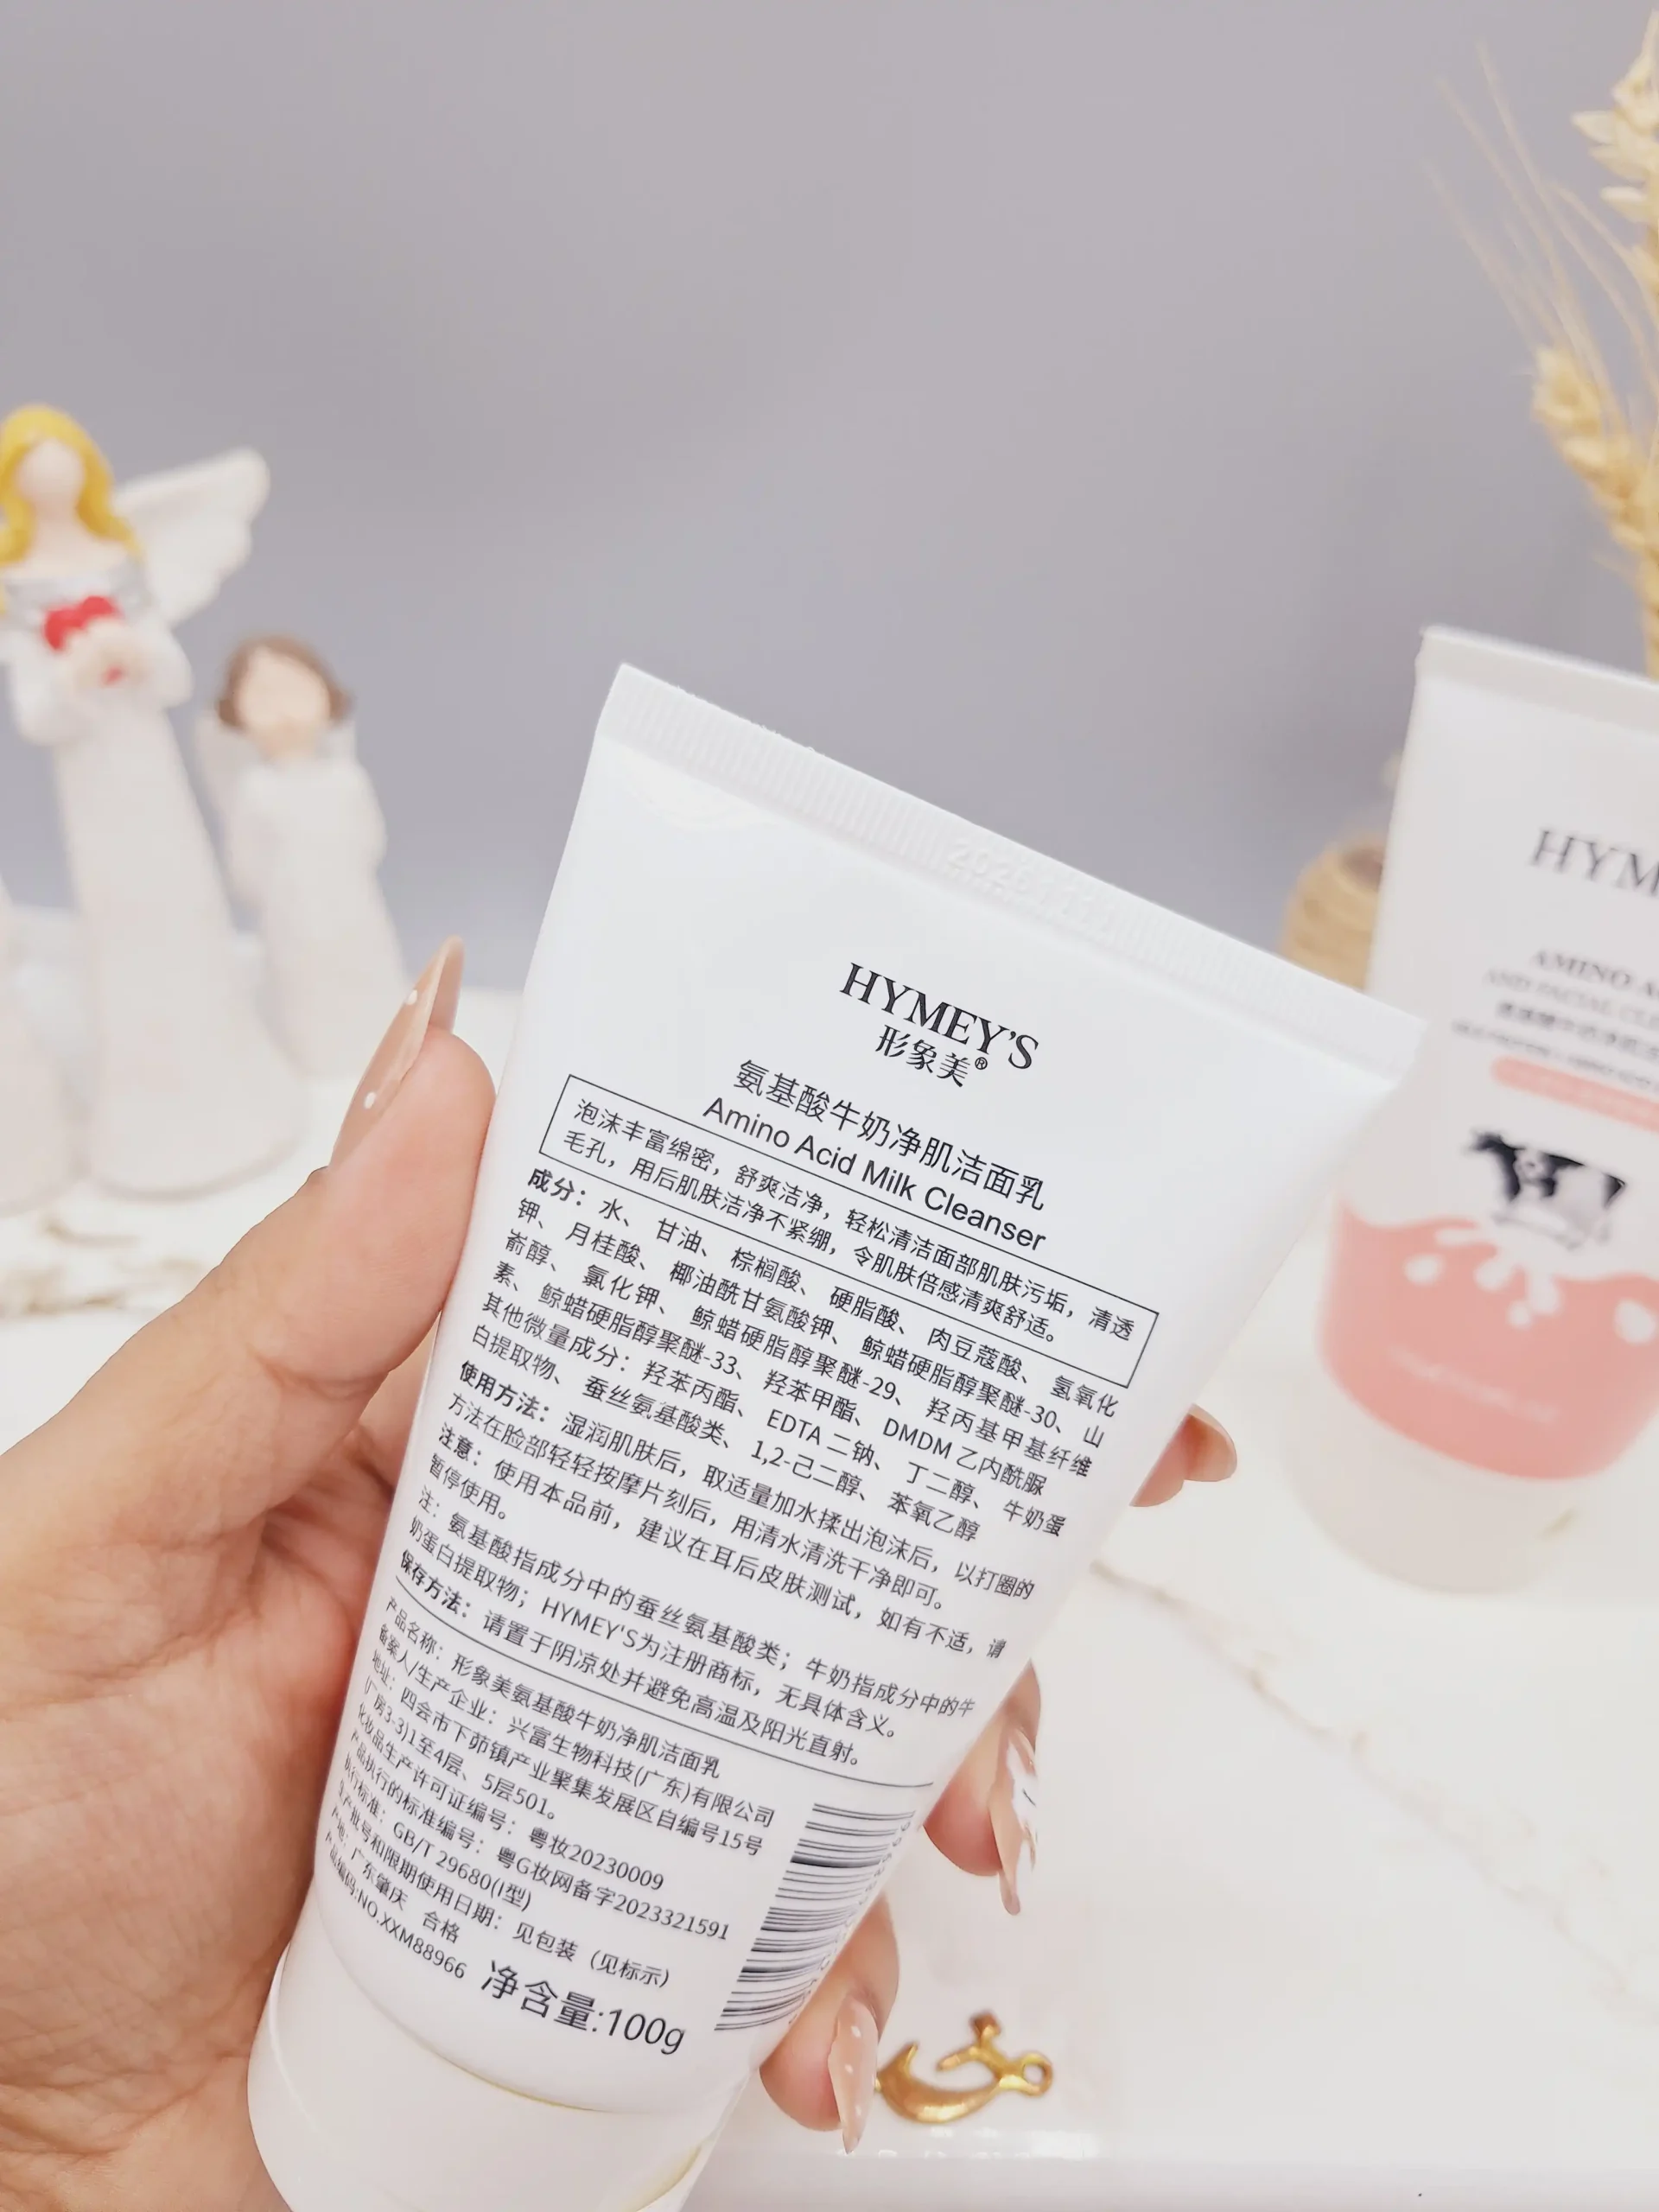 HYMEY'S
形象美®
氨基酸牛奶净肌洁面乳
Amino Acid Milk Cleanser
泡沫丰富绵密，舒爽洁净，轻松清洁面部肌肤污垢，清透
毛孔，用后肌肤洁净不紧绷，令肌肤倍感清爽舒适。
成分：水、甘油、棕榈酸、硬脂酸、肉豆蔻酸、氢氧化
钾、月桂酸、椰油酰甘氨酸钾、鲸蜡硬脂醇聚醚-30、山
嵛醇、氯化钾、鲸蜡硬脂醇聚醚-29、羟丙基甲基纤维
素、鲸蜡硬脂醇聚醚-33、羟苯甲酯、DMDM 乙内酰脲
其他微量成分：羟苯丙酯、EDTA 二钠、丁二醇、牛奶蛋
白提取物、蚕丝氨基酸类、1,2-己二醇、苯氧乙醇
使用方法：湿润肌肤后，取适量加水揉出泡沫后，以打圈的
方法在脸部轻轻按摩片刻后，用清水清洗干净即可。
注意：使用本品前，建议在耳后皮肤测试，如有不适，请
暂停使用。
注：氨基酸指成分中的蚕丝氨基酸类；牛奶指成分中的牛
奶蛋白提取物；HYMEY'S为注册商标，无具体含义。
保存方法：请置于阴凉处并避免高温及阳光直射。
产品名称：形象美氨基酸牛奶净肌洁面乳
备案人/生产企业：兴富生物科技(广东)有限公司
地址：四会市下茆镇产业聚集发展区自编号15号
(厂房3-3)1至4层、5层501。
化妆品生产许可证编号：粤妆20230009
产品执行的标准编号：粤G妆网备字2023321591
执行标准：GB/T 29680(I型)
生产批号和限期使用日期：见包装（见标示）
产地：广东肇庆 合格
品编码:NO.XXM88966
净含量:100g
HYM
AMINO A